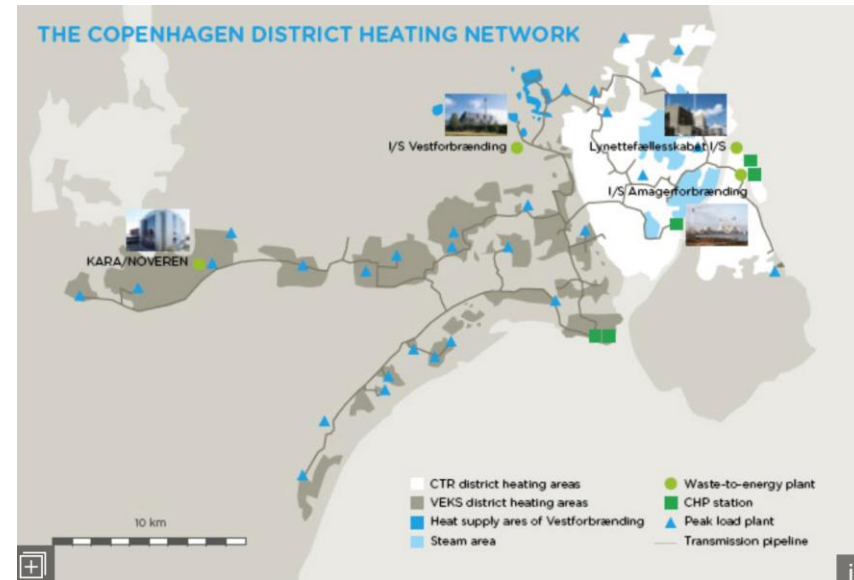 THE COPENHAGEN DISTRICT HEATING NETWORK
I/S Vestforbrænding
Lynettefællesskabet I/S
I/S Amagerforbrænding
KARA/NOVEREN
CTR district heating areas
VEKS district heating areas
Heat supply ares of Vestforbrænding
Steam area
Waste-to-energy plant
CHP station
Peak load plant
Transmission pipeline
10 km